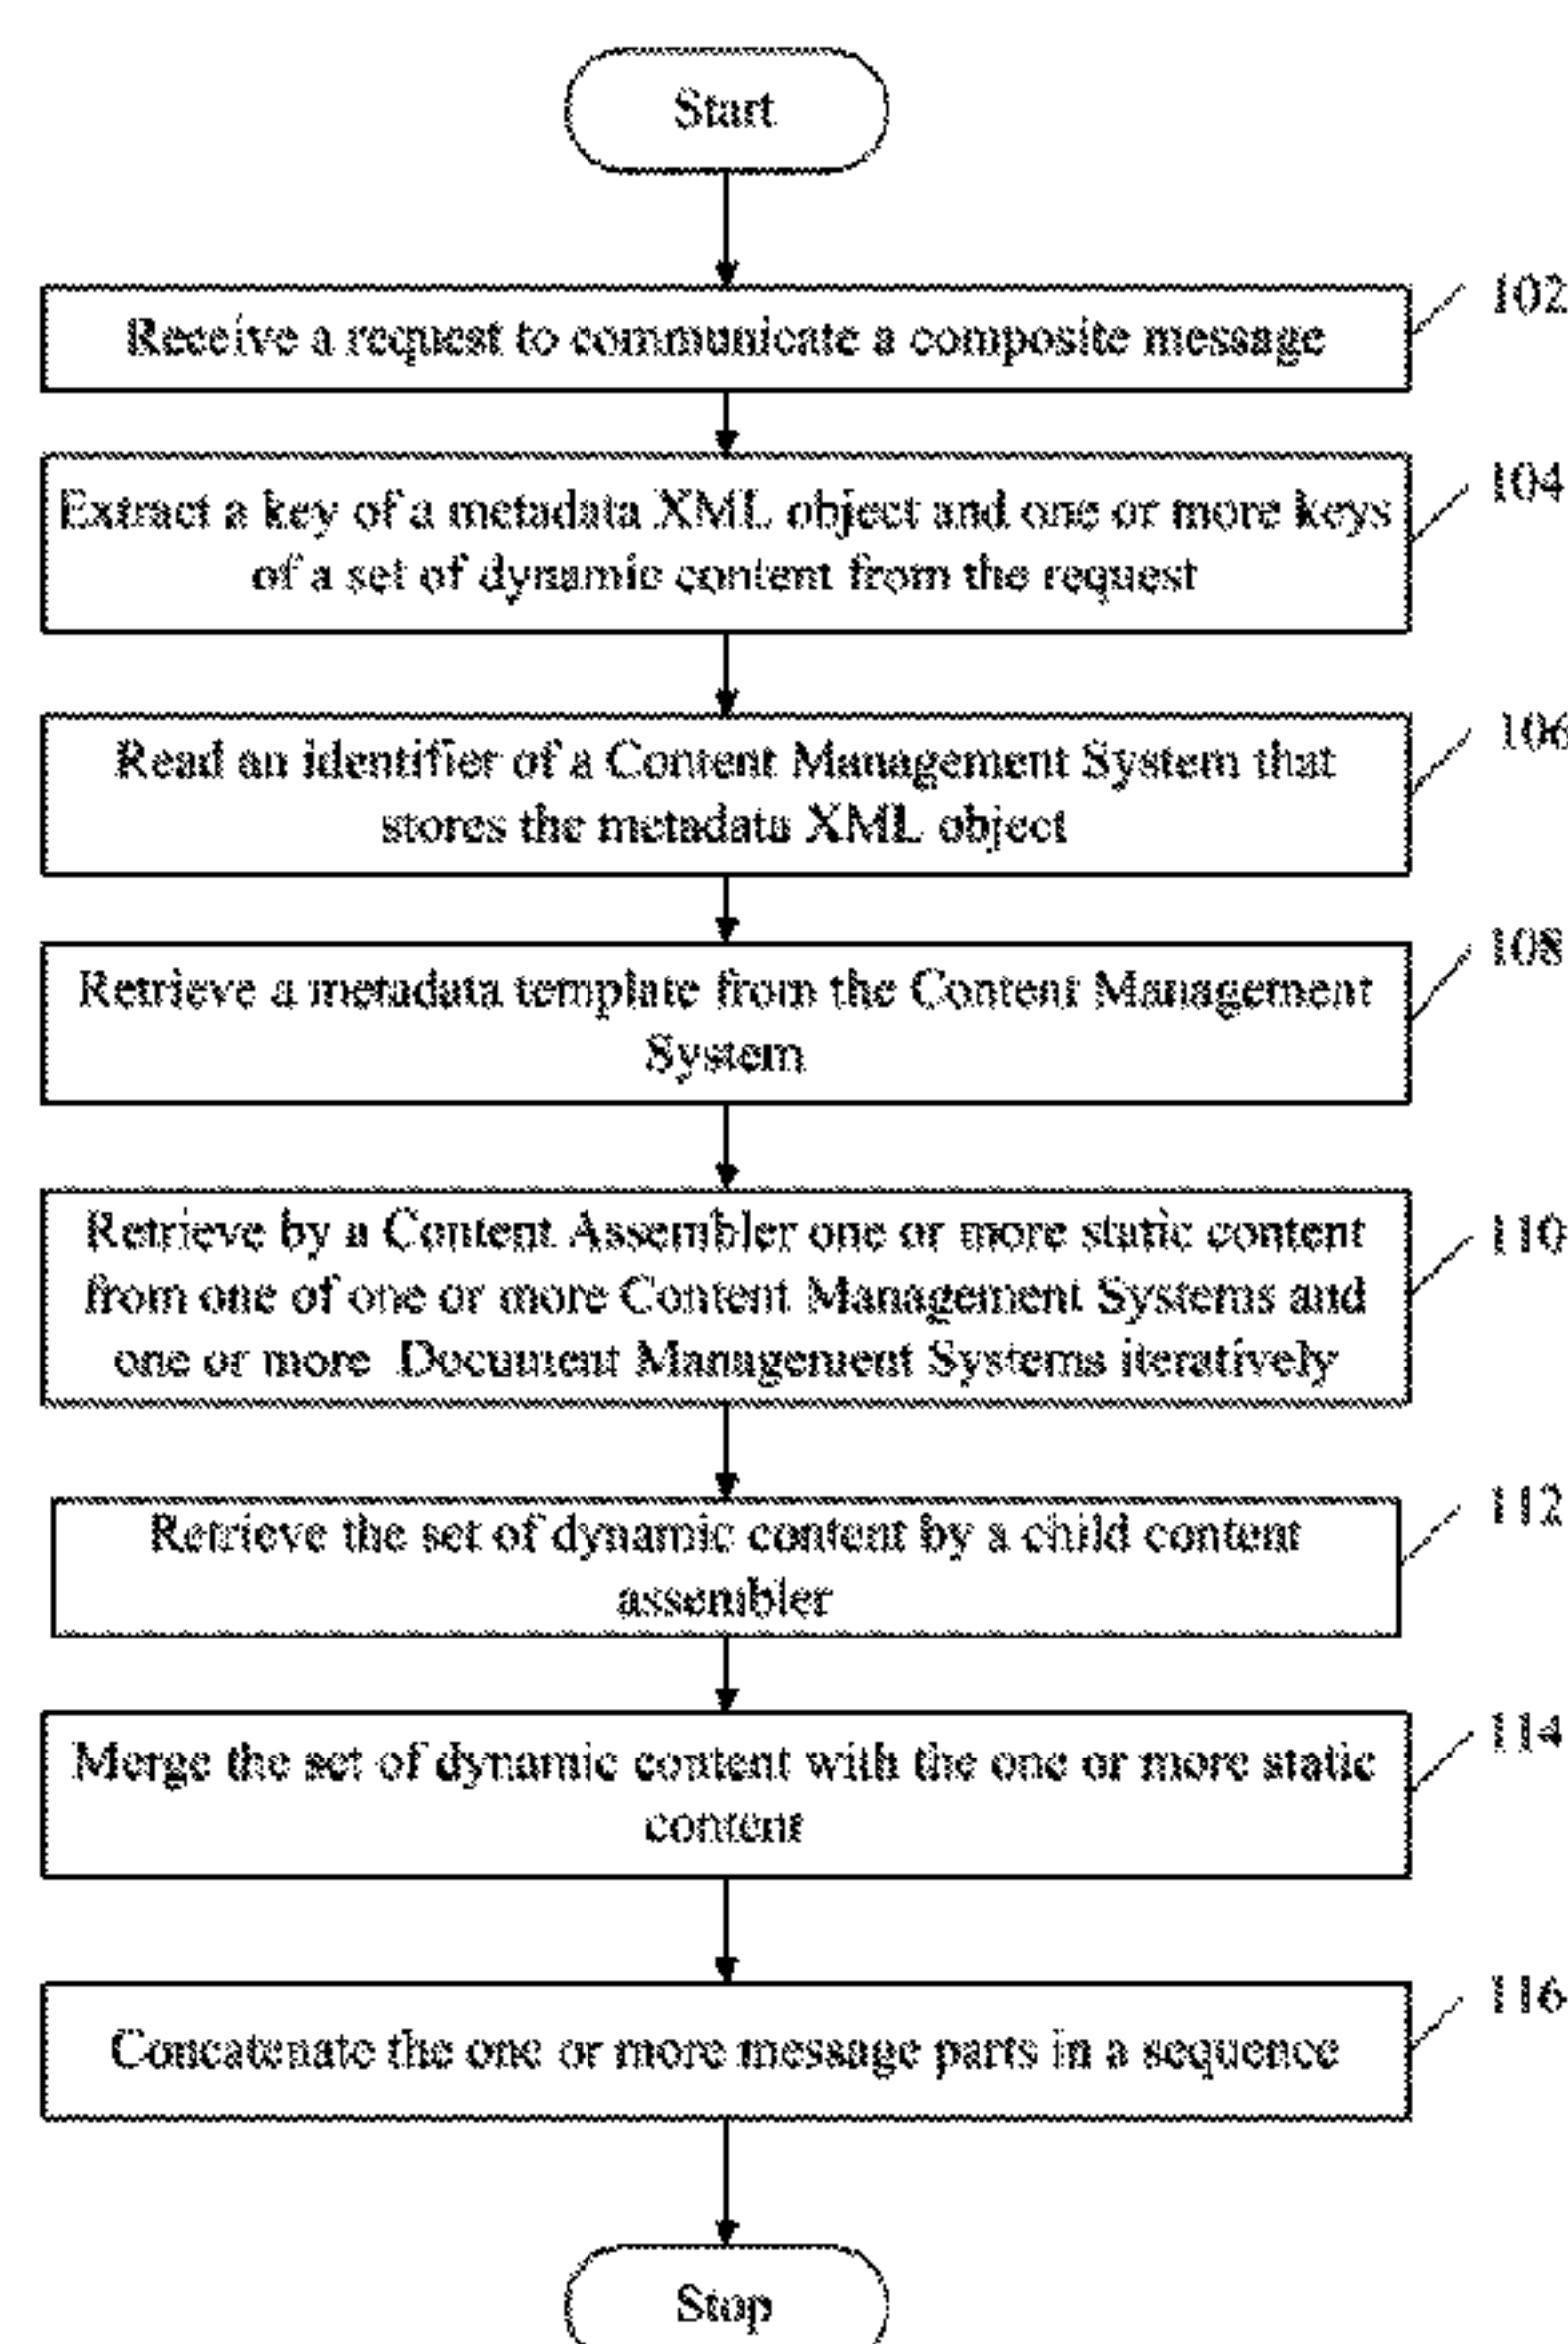 Start
102
Receive a request to communicate a composite message
104
Extract a key of a metadata XML object and one or more keys
of a set of dynamic content from the request
106
Read an identifier of a Content Management System that
stores the metadata XML object
108
Retrieve a metadata template from the Content Management
System
110
Retrieve by a Content Assembler one or more static content
from one of one or more Content Management Systems and
one or more Document Management Systems iteratively
112
Retrieve the set of dynamic content by a child content
assembler
114
Merge the set of dynamic content with the one or more static
content
116
Concatenate the one or more message parts in a sequence
Stop